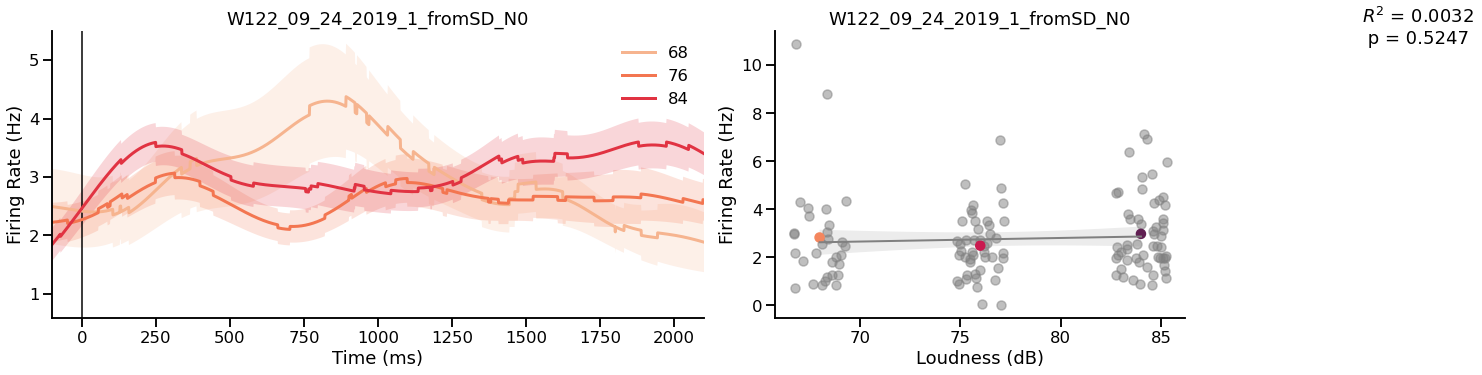 W122_09_24_2019_1_fromSD_N0
Firing Rate (Hz)
5
4
3
2
1
68
76
84
0 250 500 750 1000 1250 1500 1750 2000
Time (ms)
W122_09_24_2019_1_fromSD_N0
R² = 0.0032
p = 0.5247
Firing Rate (Hz)
10
8
6
4
2
0
70 75 80 85
Loudness (dB)